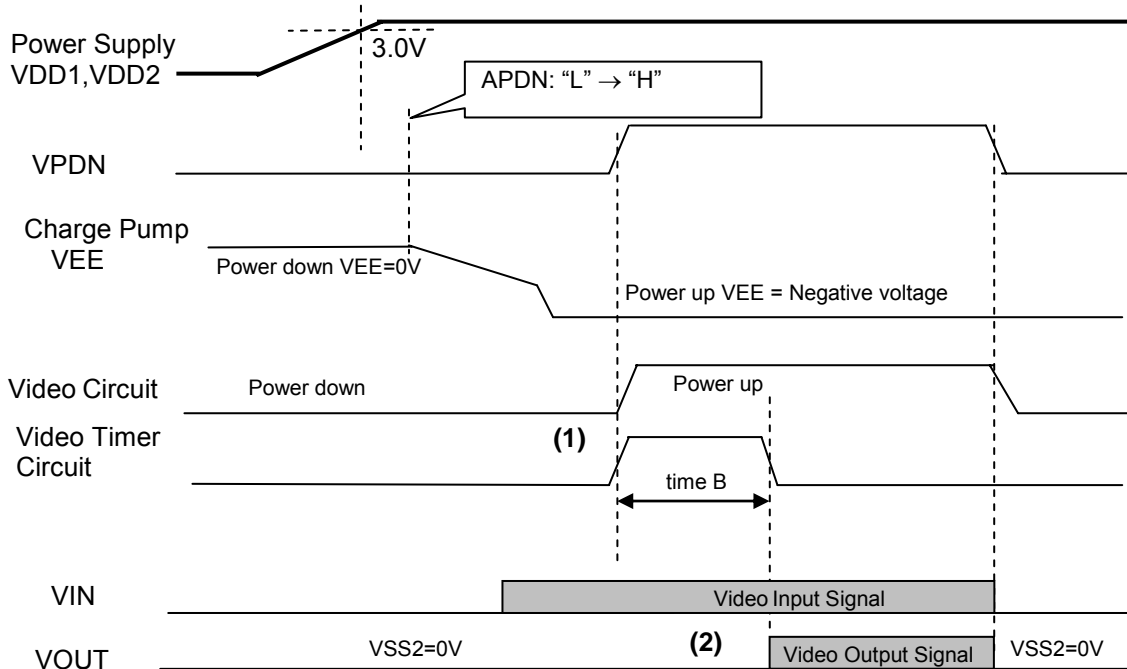 Power Supply
VDD1,VDD2
3.0V
APDN: “L” → “H”
VPDN
Charge Pump
VEE
Power down VEE=0V
Power up VEE = Negative voltage
Video Circuit
Power down
Power up
Video Timer
Circuit
(1)
time B
VIN
Video Input Signal
VOUT
VSS2=0V
(2)
Video Output Signal
VSS2=0V